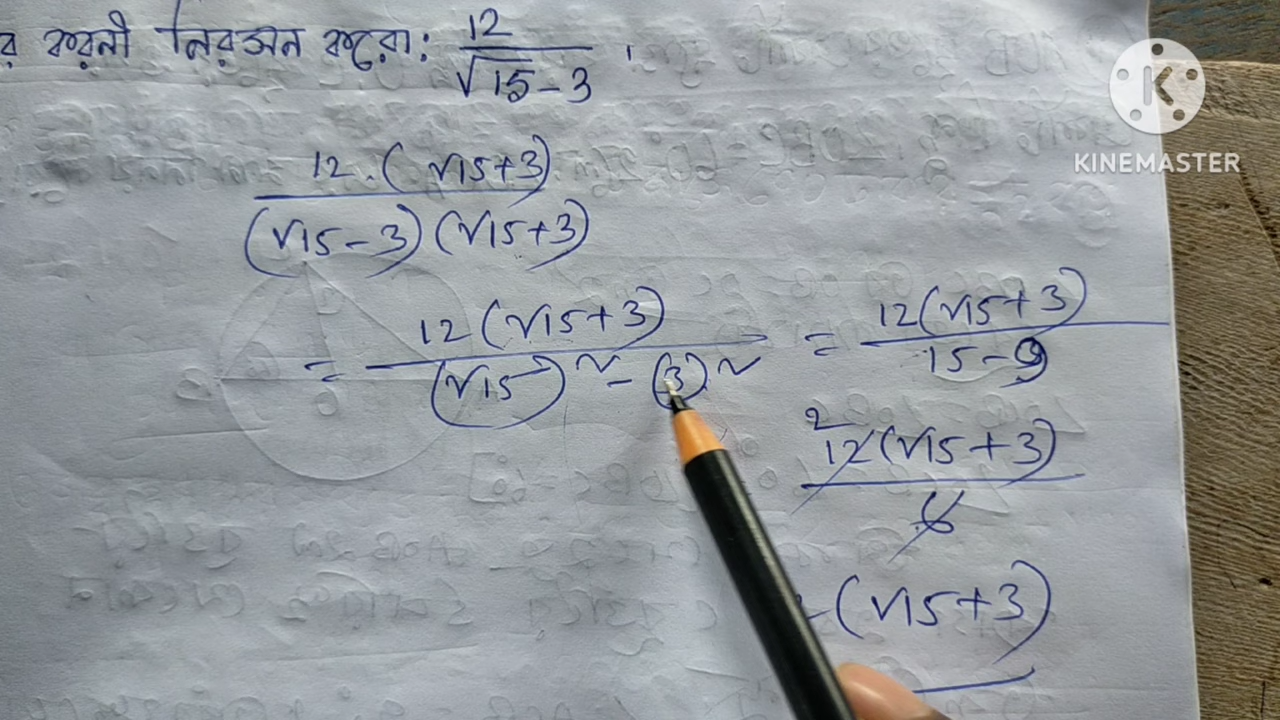 র করনী নিরসন করো: 12/(√15 - 3) ।
KINEMASTER
12.(√15+3)
(√15-3)(√15+3)
= 12(√15+3) / (√15)² - (3)² = 12(√15+3) / 15-9
2
12(√15+3)
6
(√15+3)